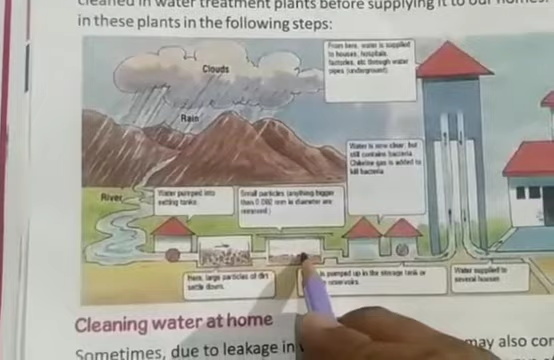 cleaned in water treatment plants before supplying it to our
in these plants in the following steps:
From here, water is supplied
to houses, hospitals,
factories, etc through water
pipes (underground)
Clouds
Rain
Water is now clear, but
still contains bacteria.
Chlorine gas is added to
kill bacteria
River
Water pumped into
settling tanks
Small particles (anything bigger
than 0.002 mm in diameter are
removed)
Here, large particles of dirt
settle down.
is pumped up in the storage tank or
reservoirs.
Water supplied to
several houses
Cleaning water at home
Sometimes, due to leakage in
may also